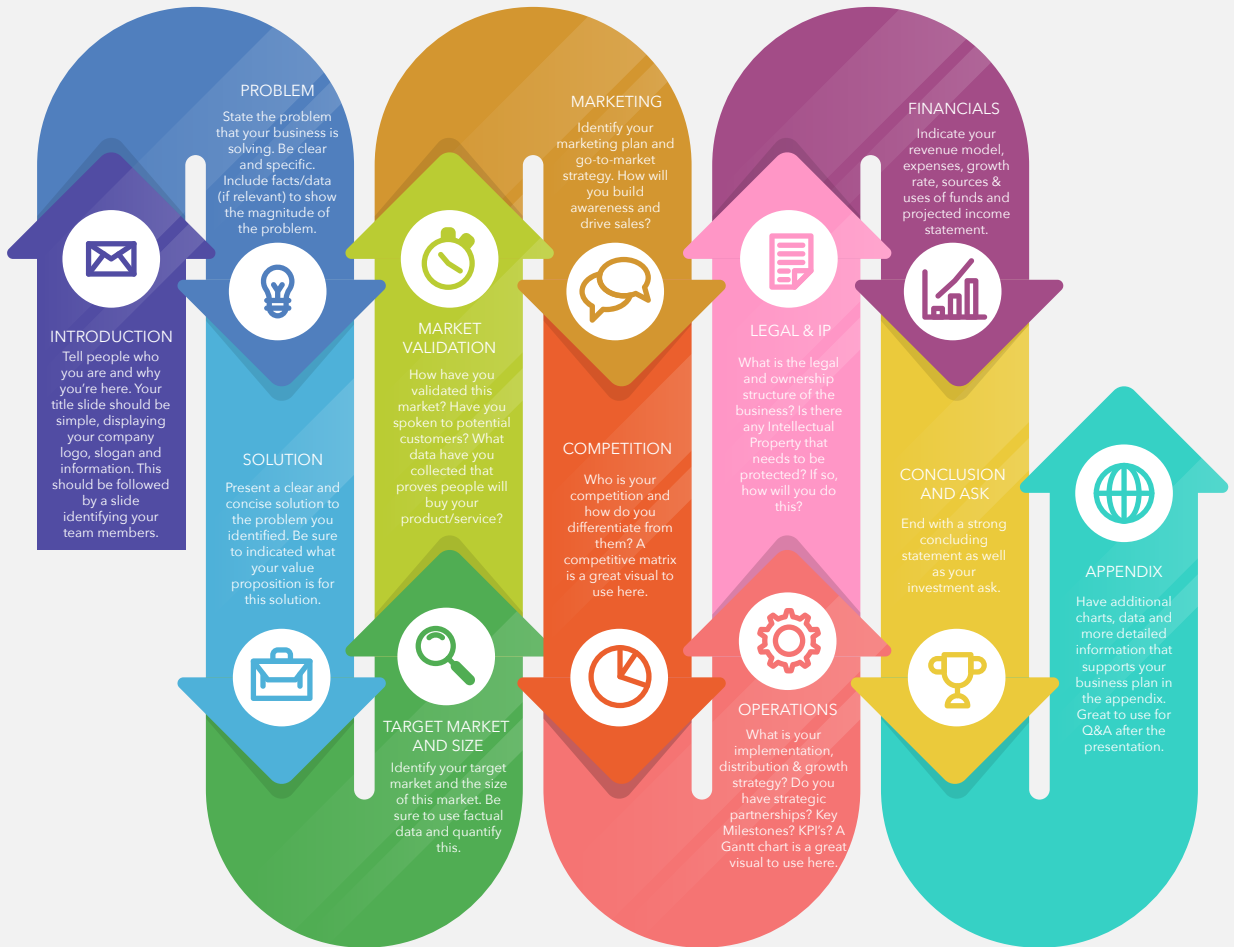 INTRODUCTION
Tell people who
you are and why
you're here. Your
title slide should be
simple, displaying
your company
logo, slogan and
information. This
should be followed
by a slide
identifying your
team members.
PROBLEM
State the problem
that your business is
solving. Be clear
and specific.
Include facts/data
(if relevant) to show
the magnitude of
the problem.
SOLUTION
Present a clear and
concise solution to
the problem you
identified. Be sure
to indicated what
your value
proposition is for
this solution.
TARGET MARKET
AND SIZE
Identify your target
market and the size
of this market. Be
sure to use factual
data and quantify
this.
MARKET
VALIDATION
How have you
validated this
market? Have you
spoken to potential
customers? What
data have you
collected that
proves people will
buy your
product/service?
MARKETING
Identify your
marketing plan and
go-to-market
strategy. How will
you build
awareness and
drive sales?
COMPETITION
Who is your
competition and
how do you
differentiate from
them? A
competitive matrix
is a great visual to
use here.
OPERATIONS
What is your
implementation,
distribution & growth
strategy? Do you
have strategic
partnerships? Key
Milestones? KPI's? A
Gantt chart is a great
visual to use here.
LEGAL & IP
What is the legal
and ownership
structure of the
business? Is there
any Intellectual
Property that
needs to be
protected? If so,
how will you do
this?
FINANCIALS
Indicate your
revenue model,
expenses, growth
rate, sources &
uses of funds and
projected income
statement.
CONCLUSION
AND ASK
End with a strong
concluding
statement as well
as your
investment ask.
APPENDIX
Have additional
charts, data and
more detailed
information that
supports your
business plan in
the appendix.
Great to use for
Q&A after the
presentation.